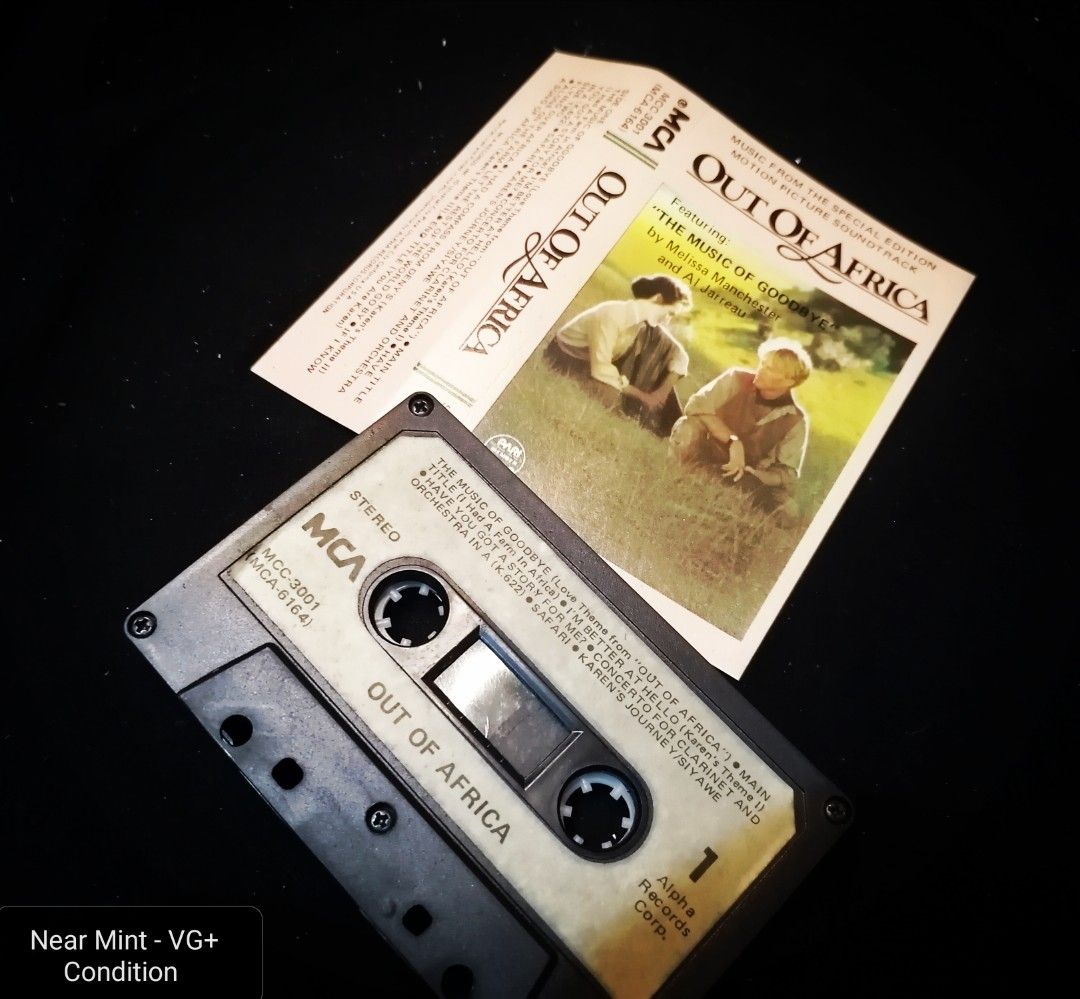 MUSIC FROM THE SPECIAL EDITION
MOTION PICTURE SOUNDTRACK
OUT OF AFRICA
Featuring:
"THE MUSIC OF GOODBYE"
by Melissa Manchester
and Al Jarreau
MCA
MCC-3001
(MCA-6164)
OUT OF AFRICA
THE MUSIC OF GOODBYE (Love Theme from "OUT OF AFRICA") ● MAIN
TITLE (I Had A Farm In Africa) ● I'M BETTER AT HELLO (Karen's Theme I)
● HAVE YOU GOT A STORY FOR ME? ● CONCERTO FOR CLARINET AND
ORCHESTRA IN A (K.622) ● SAFARI ● KAREN'S JOURNEY/SIYAWE
STEREO
MCA
MCC-3001
(MCA-6164)
OUT OF AFRICA
1
Alpha
Records
Corp.
Near Mint - VG+
Condition